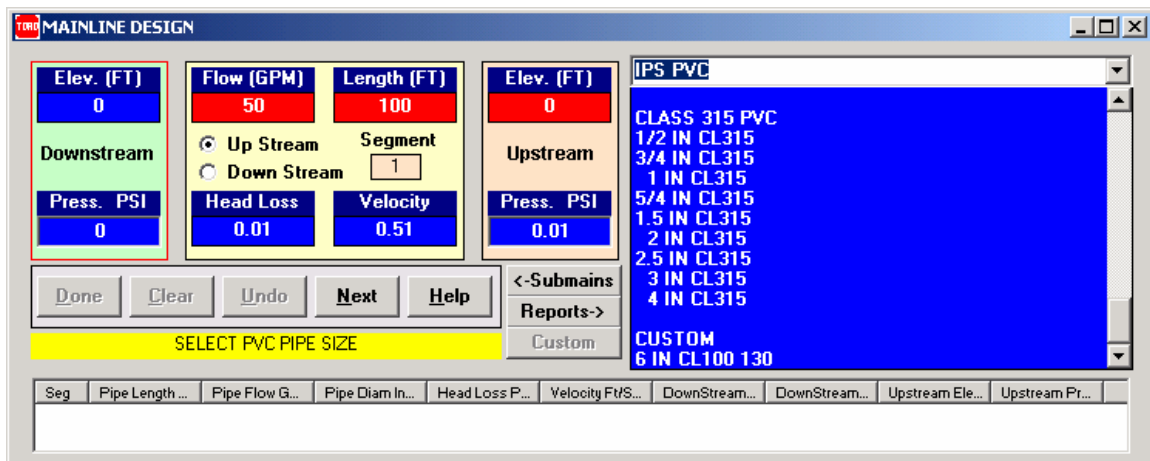 TORO MAINLINE DESIGN
Elev. (FT)
0
Downstream
Press. PSI
0
Flow (GPM) Length (FT)
50 100
Up Stream Segment
Down Stream 1
Head Loss Velocity
0.01 0.51
Elev. (FT)
0
Upstream
Press. PSI
0.01
IPS PVC
CLASS 315 PVC
1/2 IN CL315
3/4 IN CL315
1 IN CL315
5/4 IN CL315
1.5 IN CL315
2 IN CL315
2.5 IN CL315
3 IN CL315
4 IN CL315
CUSTOM
6 IN CL100 130
Done Clear Undo Next Help
<-Submains
Reports->
Custom
SELECT PVC PIPE SIZE
Seg Pipe Length ... Pipe Flow G... Pipe Diam In... Head Loss P... Velocity Ft/S... DownStream... DownStream... Upstream Ele... Upstream Pr...